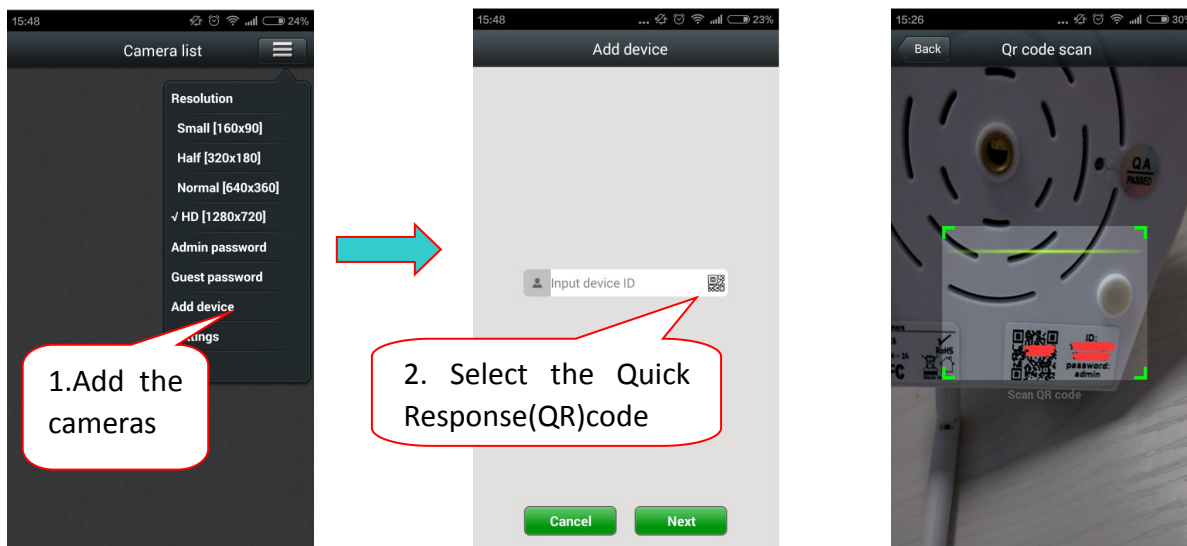 15:48
24%
Camera list
Resolution
Small [160x90]
Half [320x180]
Normal [640x360]
√ HD [1280x720]
Admin password
Guest password
Add device
1.Add the
cameras
15:48
... 23%
Add device
Input device ID
2. Select the Quick
Response(QR)code
Cancel
Next
15:26
... 30%
Back
Qr code scan
QA
PASSED
RoHS
FC
ID:
password:
admin
Scan QR code